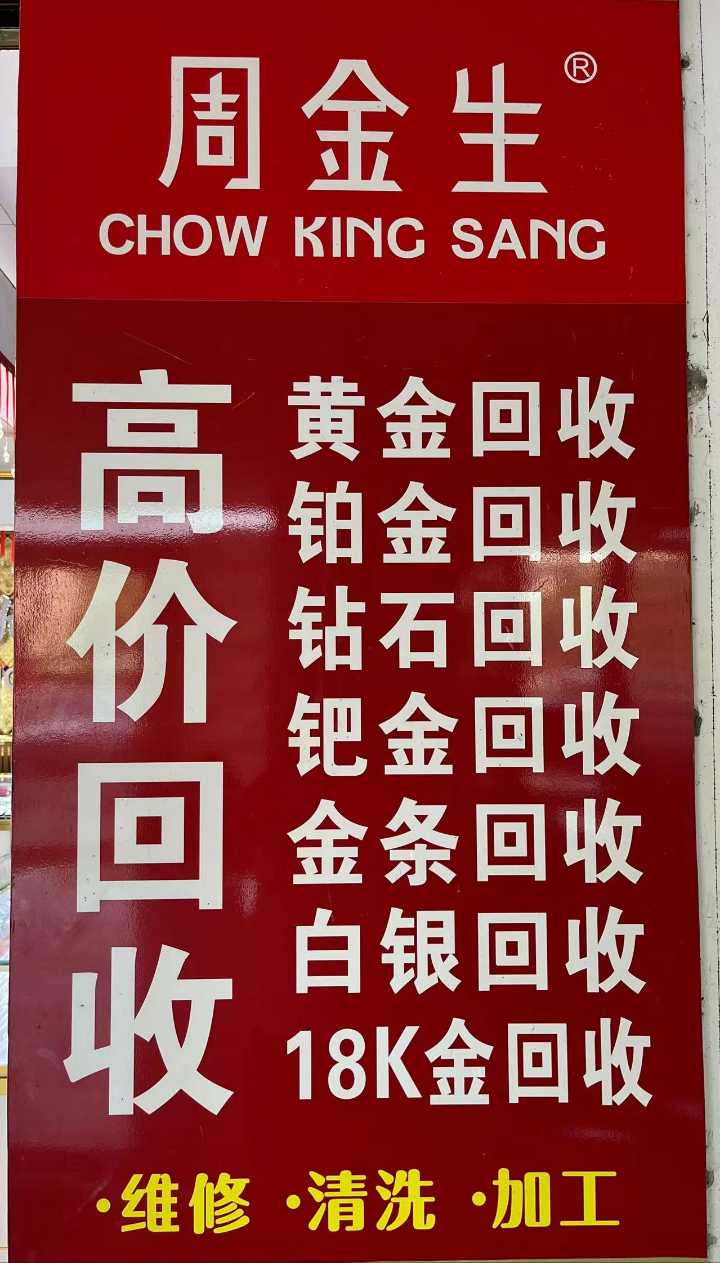 周金生®
CHOW KING SANG
高价回收
黄金回收
铂金回收
钻石回收
钯金回收
金条回收
白银回收
18K金回收
·维修 ·清洗 ·加工